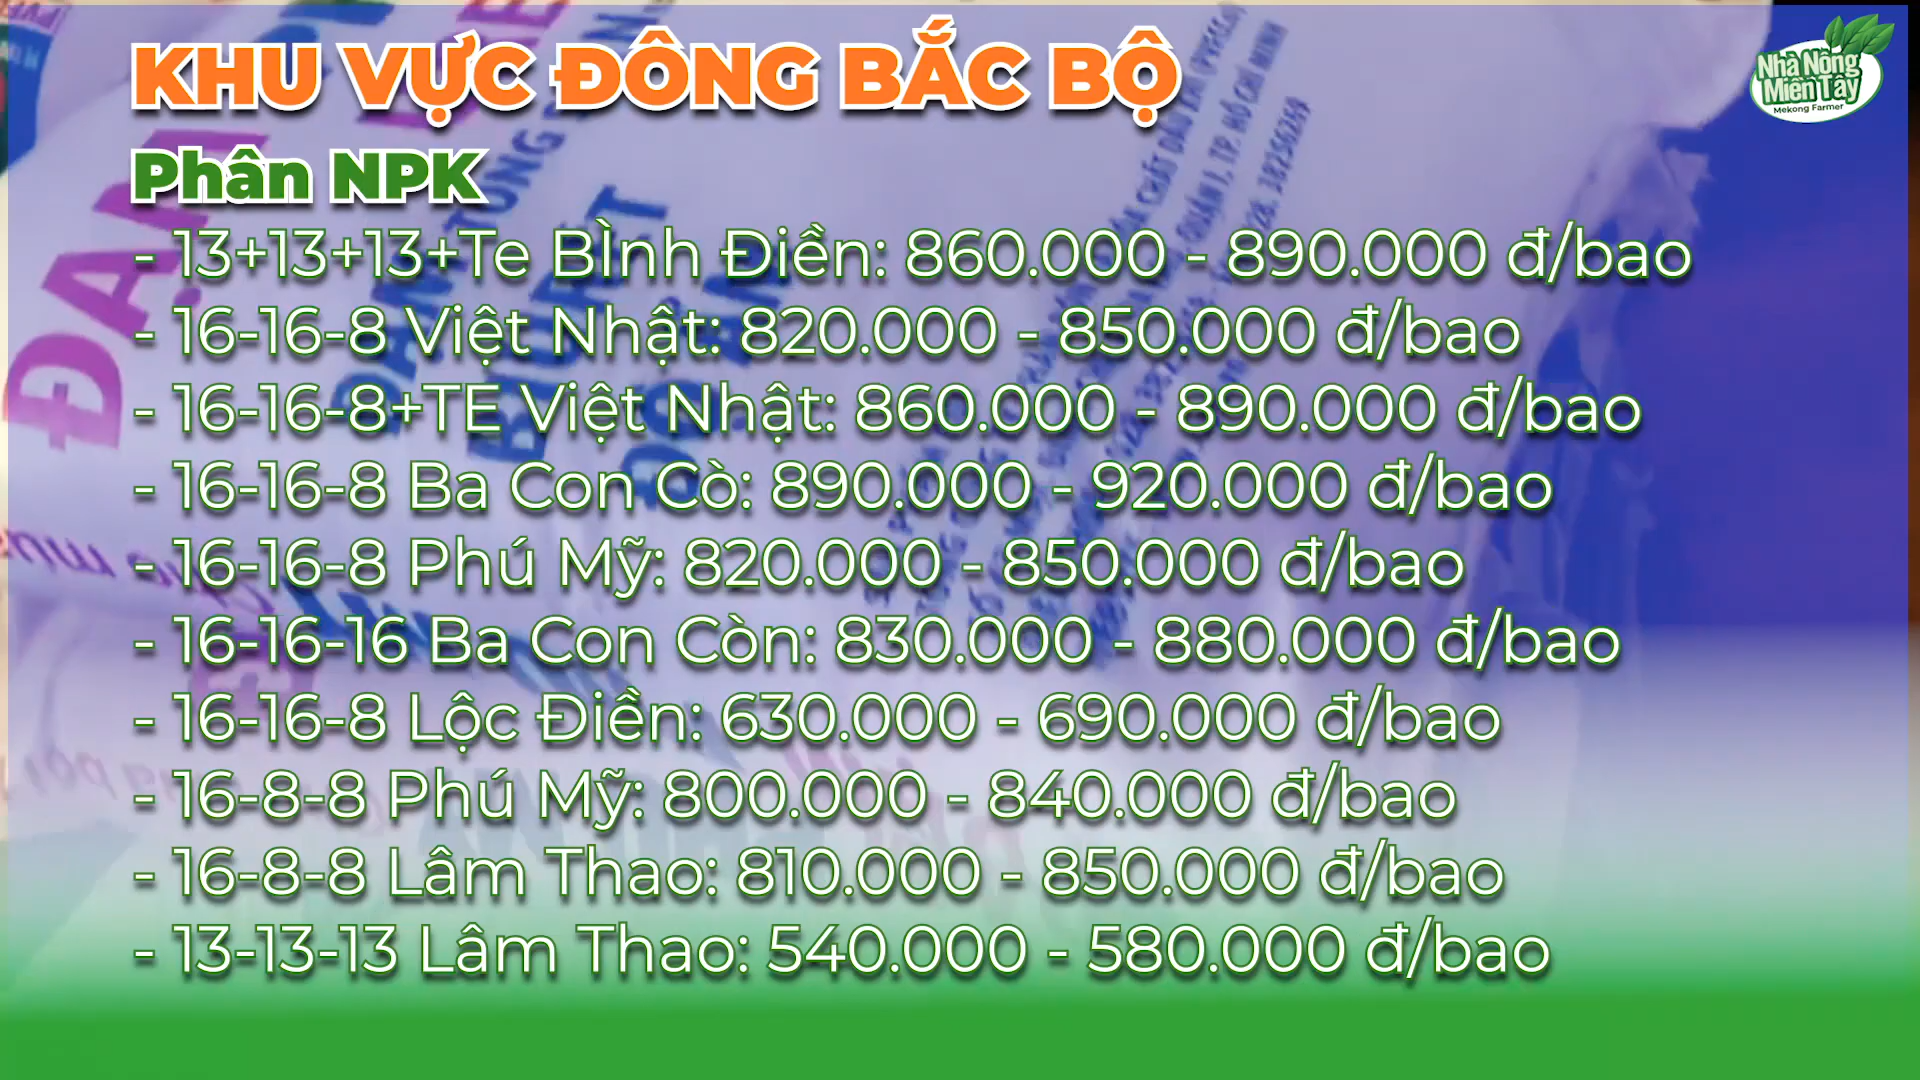 KHU VỰC ĐÔNG BẮC BỘ
Nhà Nông
Miền Tây
Mekong Farmer
Phân NPK
- 13+13+13+Te BÌnh Điền: 860.000 - 890.000 đ/bao
- 16-16-8 Việt Nhật: 820.000 - 850.000 đ/bao
- 16-16-8+TE Việt Nhật: 860.000 - 890.000 đ/bao
- 16-16-8 Ba Con Cò: 890.000 - 920.000 đ/bao
- 16-16-8 Phú Mỹ: 820.000 - 850.000 đ/bao
- 16-16-16 Ba Con Còn: 830.000 - 880.000 đ/bao
- 16-16-8 Lộc Điền: 630.000 - 690.000 đ/bao
- 16-8-8 Phú Mỹ: 800.000 - 840.000 đ/bao
- 16-8-8 Lâm Thao: 810.000 - 850.000 đ/bao
- 13-13-13 Lâm Thao: 540.000 - 580.000 đ/bao
ĐẠM
BIURET